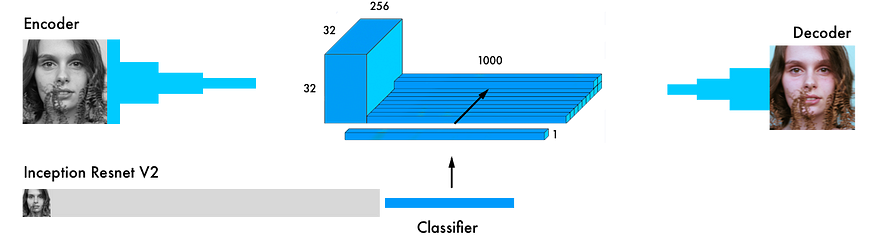 Encoder
256
32
32
1000
1
Decoder
Inception Resnet V2
Classifier